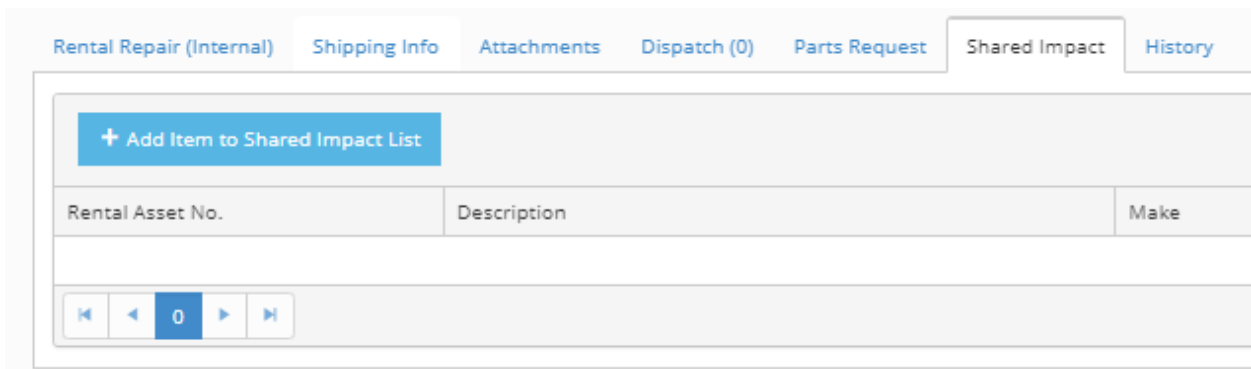 Rental Repair (Internal) Shipping Info Attachments Dispatch (0) Parts Request Shared Impact History
+ Add Item to Shared Impact List
Rental Asset No. Description Make
0